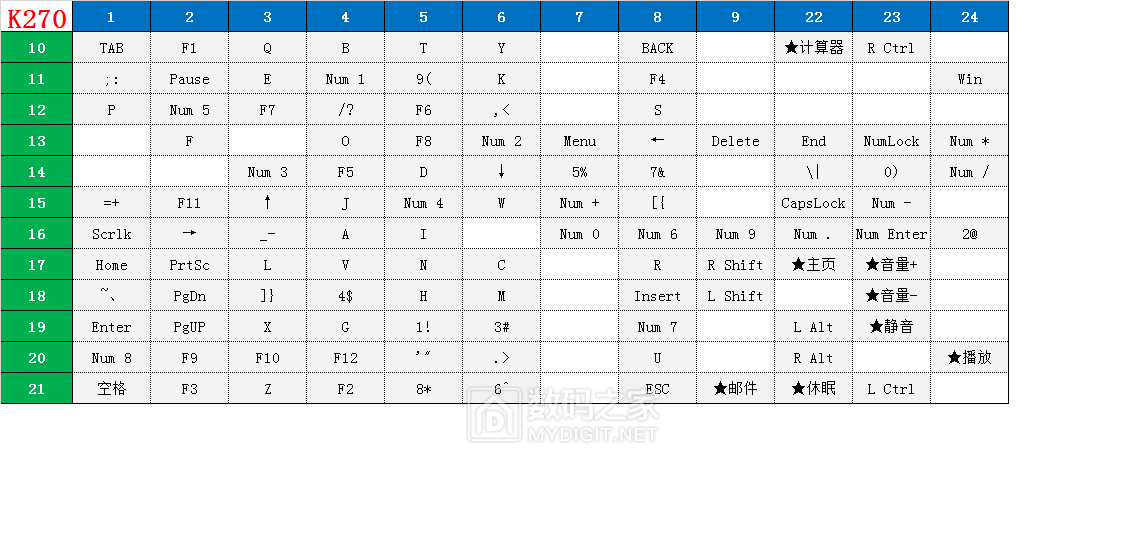 K270 1 2 3 4 5 6 7 8 9 22 23 24
10 TAB F1 Q B T Y BACK ★计算器 R Ctrl
11 ;: Pause E Num 1 9( K F4 Win
12 P Num 5 F7 /? F6 ,< S
13 F O F8 Num 2 Menu ← Delete End NumLock Num *
14 Num 3 F5 D ↓ 5% 7& \| 0) Num /
15 =+ F11 ↑ J Num 4 W Num + [{ CapsLock Num -
16 Scrlk → _- A I Num 0 Num 6 Num 9 Num . Num Enter 2@
17 Home PrtSc L V N C R R Shift ★主页 ★音量+
18 ~、 PgDn ]} 4$ H M Insert L Shift ★音量-
19 Enter PgUP X G 1! 3# Num 7 L Alt ★静音
20 Num 8 F9 F10 F12 '" .> U R Alt ★播放
21 空格 F3 Z F2 8* 6^ ESC ★邮件 ★休眠 L Ctrl
数码之家
MYDIGIT.NET